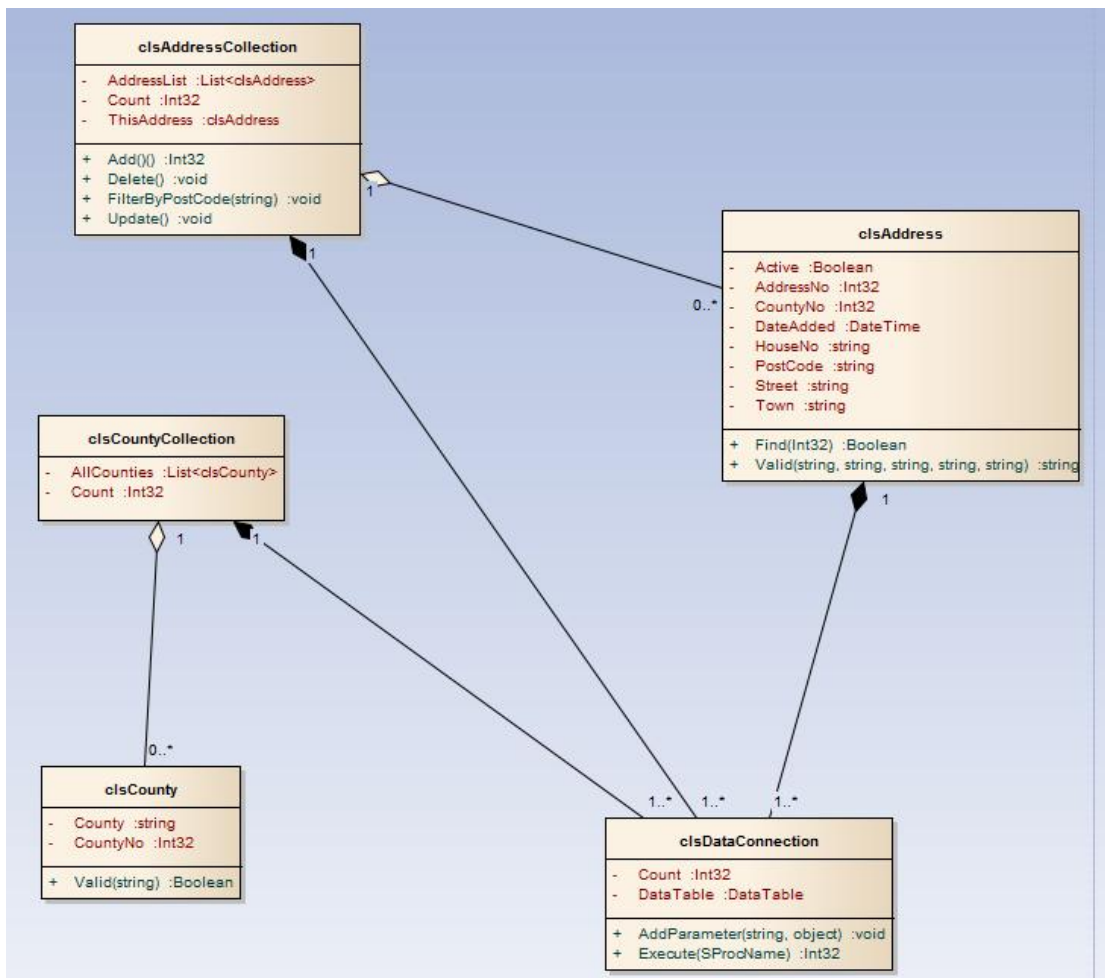 clsAddressCollection
- AddressList :List<clsAddress>
- Count :Int32
- ThisAddress :clsAddress
+ Add()() :Int32
+ Delete() :void
+ FilterByPostCode(string) :void
+ Update() :void
1
1
0..*
clsAddress
- Active :Boolean
- AddressNo :Int32
- CountyNo :Int32
- DateAdded :DateTime
- HouseNo :string
- PostCode :string
- Street :string
- Town :string
+ Find(Int32) :Boolean
+ Valid(string, string, string, string, string) :string
1
clsCountyCollection
- AllCounties :List<clsCounty>
- Count :Int32
1
1
0..*
clsCounty
- County :string
- CountyNo :Int32
+ Valid(string) :Boolean
1..*
1..*
1..*
clsDataConnection
- Count :Int32
- DataTable :DataTable
+ AddParameter(string, object) :void
+ Execute(SProcName) :Int32